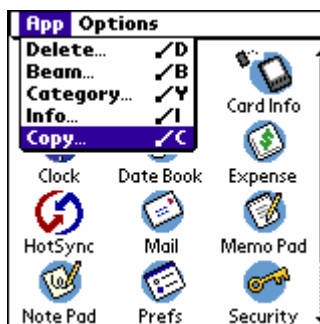 App Options
Delete... ⁄D
Beam... ⁄B
Category... ⁄Y
Info... ⁄I
Copy... ⁄C
Card Info
Clock Date Book Expense
HotSync Mail Memo Pad
Note Pad Prefs Security